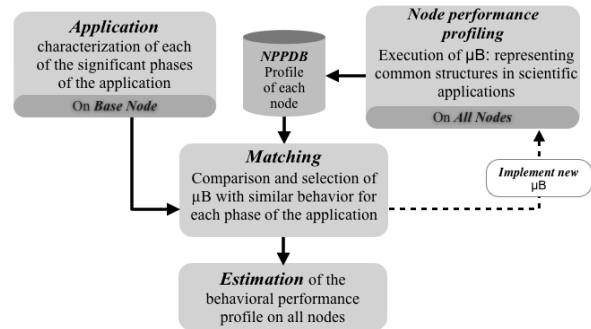 Application
characterization of each
of the significant phases
of the application
On Base Node
NPPDB
Profile
of each
node
Node performance
profiling
Execution of µB: representing
common structures in scientific
applications
On All Nodes
Matching
Comparison and selection of
µB with similar behavior for
each phase of the application
Implement new
µB
Estimation of the
behavioral performance
profile on all nodes